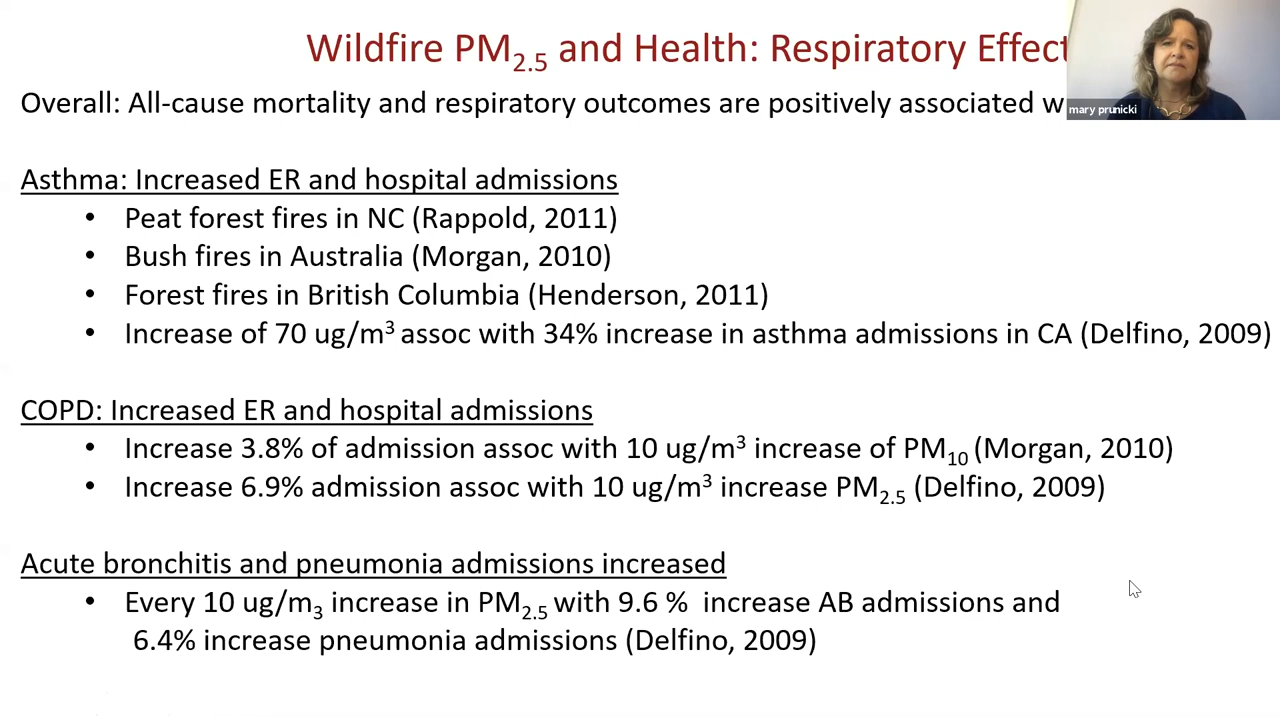 Wildfire PM2.5 and Health: Respiratory Effect
mary prunicki
Overall: All-cause mortality and respiratory outcomes are positively associated w
Asthma: Increased ER and hospital admissions
• Peat forest fires in NC (Rappold, 2011)
• Bush fires in Australia (Morgan, 2010)
• Forest fires in British Columbia (Henderson, 2011)
• Increase of 70 ug/m³ assoc with 34% increase in asthma admissions in CA (Delfino, 2009)
COPD: Increased ER and hospital admissions
• Increase 3.8% of admission assoc with 10 ug/m³ increase of PM10 (Morgan, 2010)
• Increase 6.9% admission assoc with 10 ug/m³ increase PM2.5 (Delfino, 2009)
Acute bronchitis and pneumonia admissions increased
• Every 10 ug/m3 increase in PM2.5 with 9.6 % increase AB admissions and
6.4% increase pneumonia admissions (Delfino, 2009)